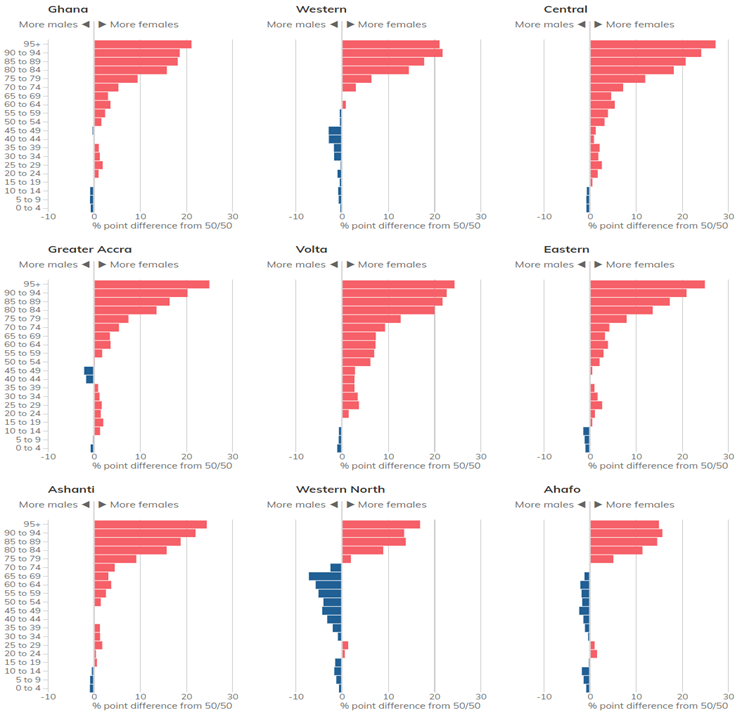 Ghana
More males ◀ ▶ More females
95+
90 to 94
85 to 89
80 to 84
75 to 79
70 to 74
65 to 69
60 to 64
55 to 59
50 to 54
45 to 49
40 to 44
35 to 39
30 to 34
25 to 29
20 to 24
15 to 19
10 to 14
5 to 9
0 to 4
-10 0 10 20 30
% point difference from 50/50
Western
More males ◀ ▶ More females
-10 0 10 20 30
% point difference from 50/50
Central
More males ◀ ▶ More females
-10 0 10 20 30
% point difference from 50/50
Greater Accra
More males ◀ ▶ More females
95+
90 to 94
85 to 89
80 to 84
75 to 79
70 to 74
65 to 69
60 to 64
55 to 59
50 to 54
45 to 49
40 to 44
35 to 39
30 to 34
25 to 29
20 to 24
15 to 19
10 to 14
5 to 9
0 to 4
-10 0 10 20 30
% point difference from 50/50
Volta
More males ◀ ▶ More females
-10 0 10 20 30
% point difference from 50/50
Eastern
More males ◀ ▶ More females
-10 0 10 20 30
% point difference from 50/50
Ashanti
More males ◀ ▶ More females
95+
90 to 94
85 to 89
80 to 84
75 to 79
70 to 74
65 to 69
60 to 64
55 to 59
50 to 54
45 to 49
40 to 44
35 to 39
30 to 34
25 to 29
20 to 24
15 to 19
10 to 14
5 to 9
0 to 4
-10 0 10 20 30
% point difference from 50/50
Western North
More males ◀ ▶ More females
-10 0 10 20 30
% point difference from 50/50
Ahafo
More males ◀ ▶ More females
-10 0 10 20 30
% point difference from 50/50